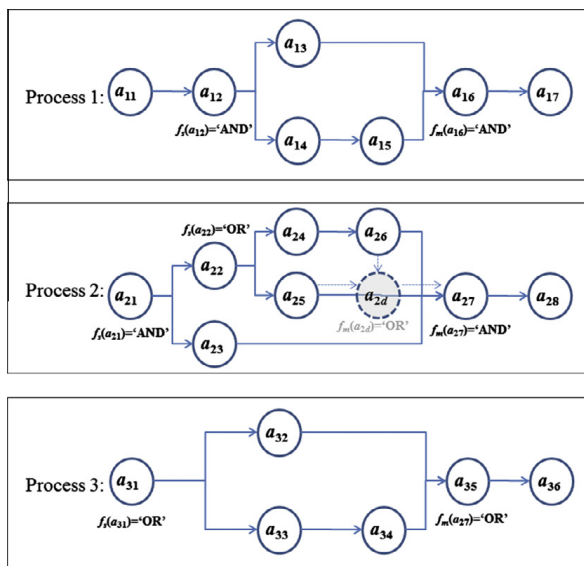 a13
Process 1: a11 a12 a16 a17
fs(a12)='AND' fm(a16)='AND'
a14 a15
fs(a22)='OR' a24 a26
a22
Process 2: a21 a25 a2d a27 a28
fs(a21)='AND' fm(a2d)='OR' fm(a27)='AND'
a23
a32
Process 3: a31 a35 a36
fs(a31)='OR' fm(a27)='OR'
a33 a34